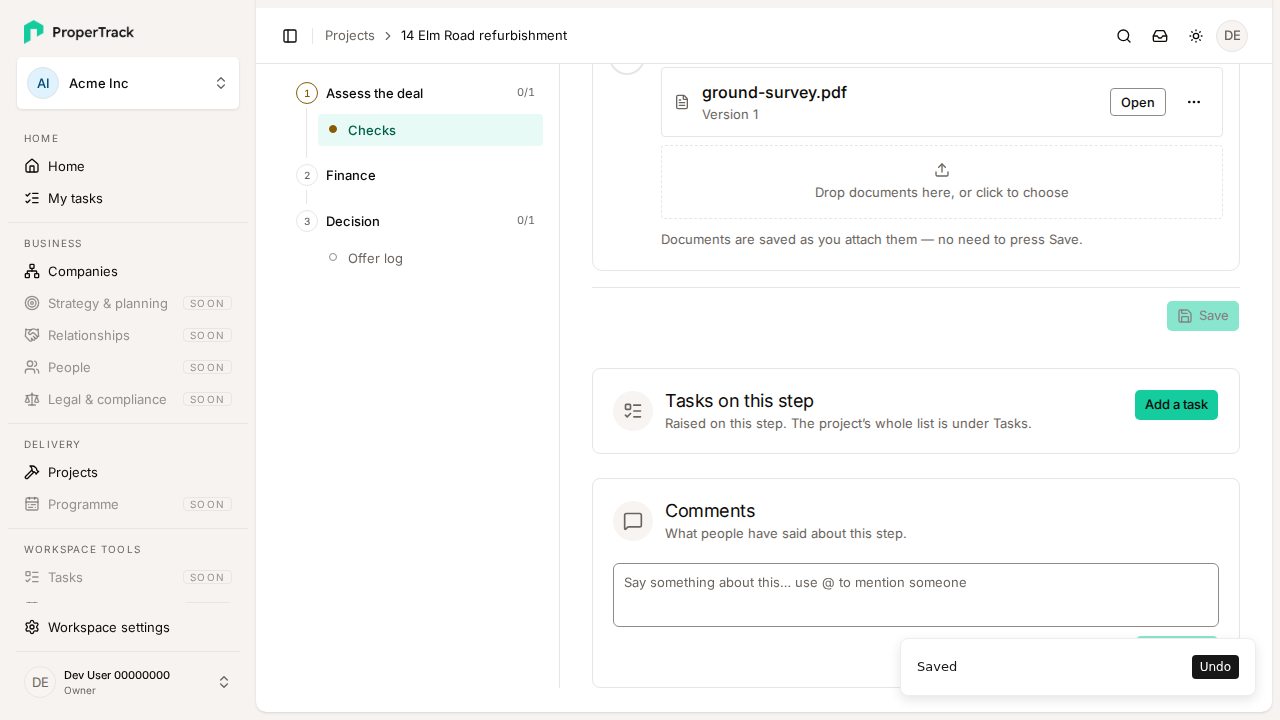 ProperTrack
AI
Acme Inc
HOME
Home
My tasks
BUSINESS
Companies
Strategy & planning SOON
Relationships SOON
People SOON
Legal & compliance SOON
DELIVERY
Projects
Programme SOON
WORKSPACE TOOLS
Tasks SOON
Workspace settings
DE
Dev User 00000000
Owner
Projects > 14 Elm Road refurbishment
DE
1 Assess the deal 0/1
Checks
2 Finance
3 Decision 0/1
Offer log
ground-survey.pdf
Version 1
Open
Drop documents here, or click to choose
Documents are saved as you attach them — no need to press Save.
Save
Tasks on this step
Raised on this step. The project’s whole list is under Tasks.
Add a task
Comments
What people have said about this step.
Say something about this... use @ to mention someone
Saved
Undo